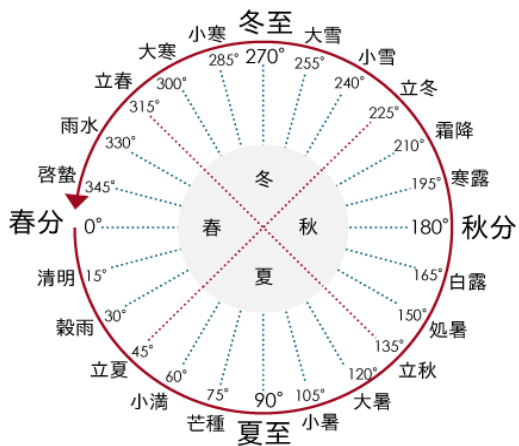 冬至
270°
小寒
285°
大寒
300°
立春
315°
雨水
330°
啓蟄
345°
春分
0°
清明
15°
穀雨
30°
立夏
45°
小満
60°
芒種
75°
夏至
90°
小暑
105°
大暑
120°
立秋
135°
処暑
150°
白露
165°
秋分
180°
寒露
195°
霜降
210°
立冬
225°
小雪
240°
大雪
255°
冬
春
秋
夏